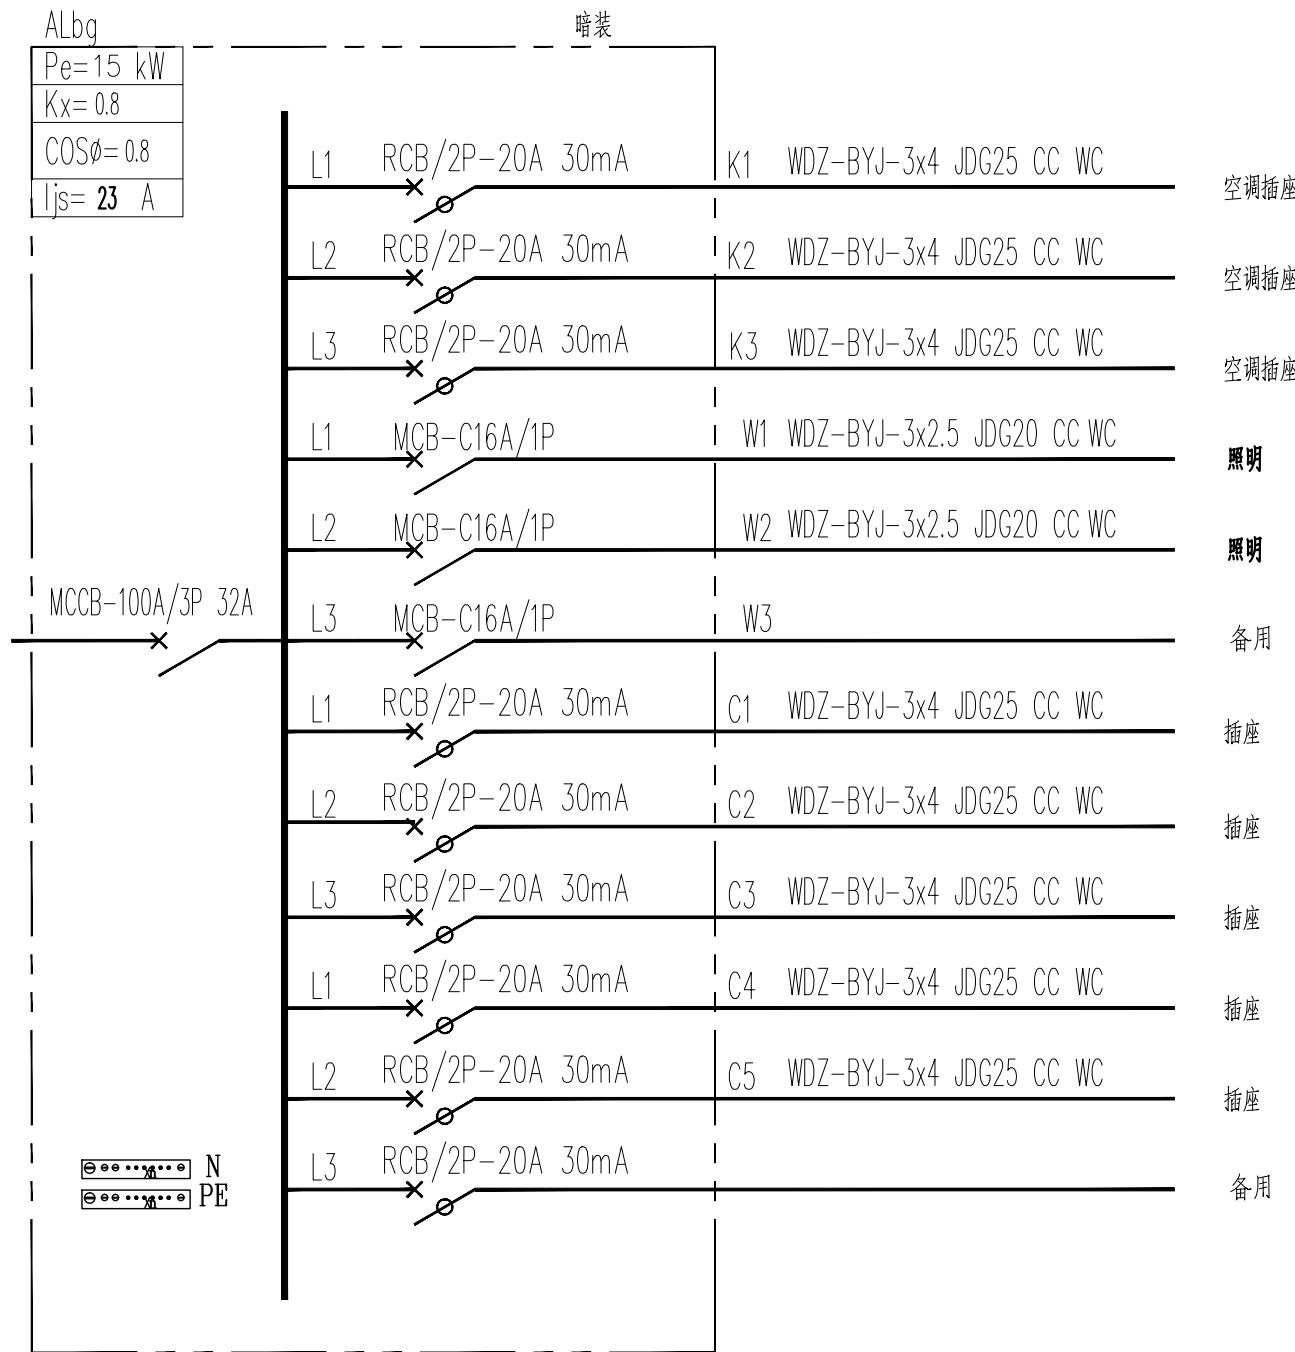 ALbg 暗装
Pe=15 kW
Kx= 0.8
COSø= 0.8
Ijs= 23 A
L1 RCB/2P-20A 30mA K1 WDZ-BYJ-3x4 JDG25 CC WC 空调插座
L2 RCB/2P-20A 30mA K2 WDZ-BYJ-3x4 JDG25 CC WC 空调插座
L3 RCB/2P-20A 30mA K3 WDZ-BYJ-3x4 JDG25 CC WC 空调插座
L1 MCB-C16A/1P W1 WDZ-BYJ-3x2.5 JDG20 CC WC 照明
L2 MCB-C16A/1P W2 WDZ-BYJ-3x2.5 JDG20 CC WC 照明
MCCB-100A/3P 32A L3 MCB-C16A/1P W3 备用
L1 RCB/2P-20A 30mA C1 WDZ-BYJ-3x4 JDG25 CC WC 插座
L2 RCB/2P-20A 30mA C2 WDZ-BYJ-3x4 JDG25 CC WC 插座
L3 RCB/2P-20A 30mA C3 WDZ-BYJ-3x4 JDG25 CC WC 插座
L1 RCB/2P-20A 30mA C4 WDZ-BYJ-3x4 JDG25 CC WC 插座
L2 RCB/2P-20A 30mA C5 WDZ-BYJ-3x4 JDG25 CC WC 插座
L3 RCB/2P-20A 30mA 备用
N
PE